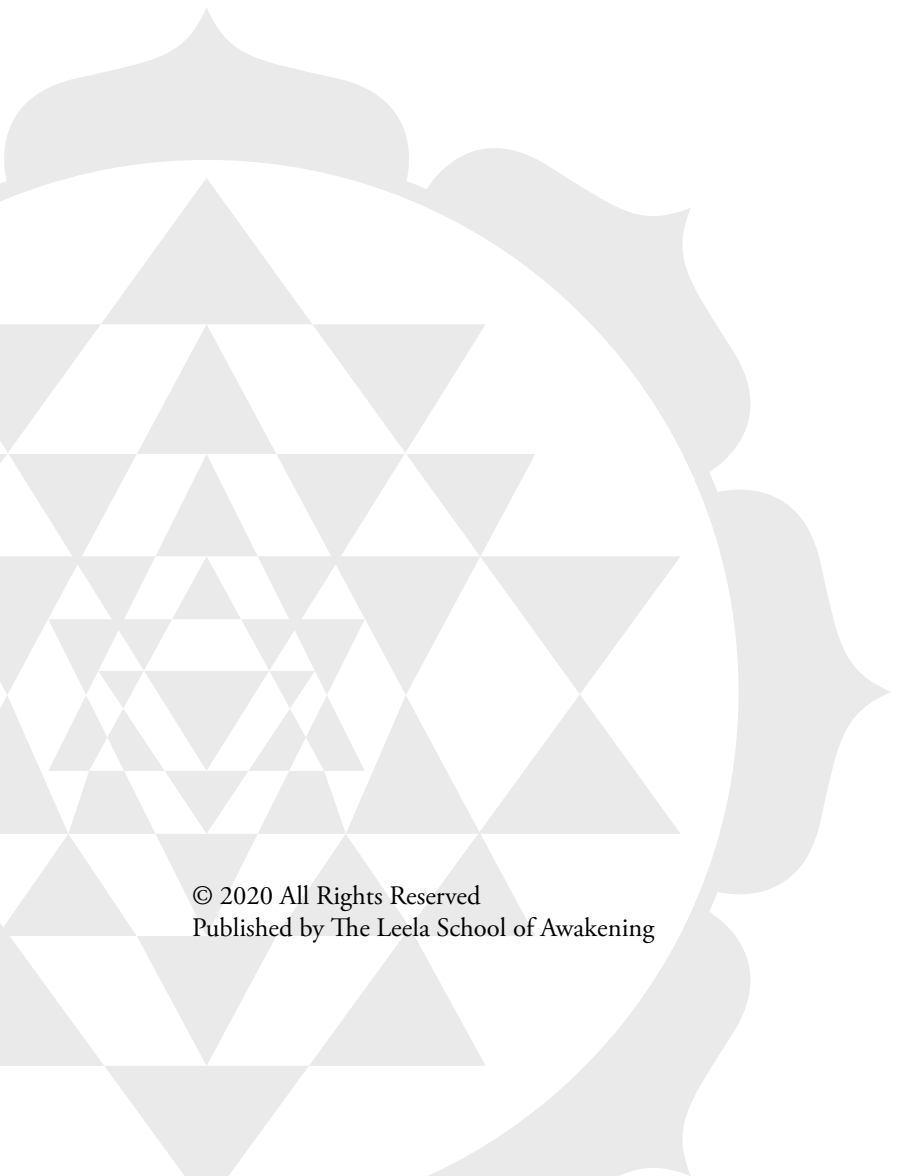 © 2020 All Rights Reserved
Published by The Leela School of Awakening